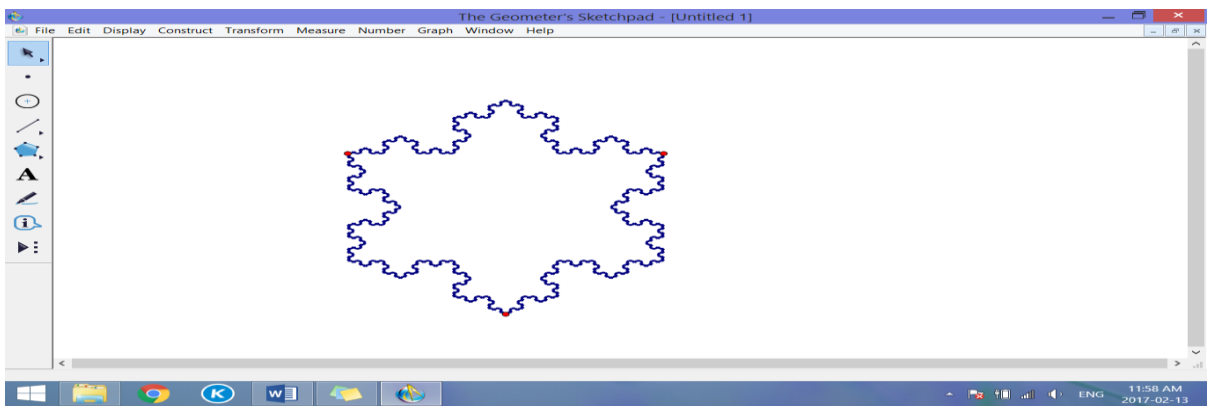 The Geometer's Sketchpad - [Untitled 1]
File Edit Display Construct Transform Measure Number Graph Window Help
A
i
K
W
ENG
11:58 AM
2017-02-13